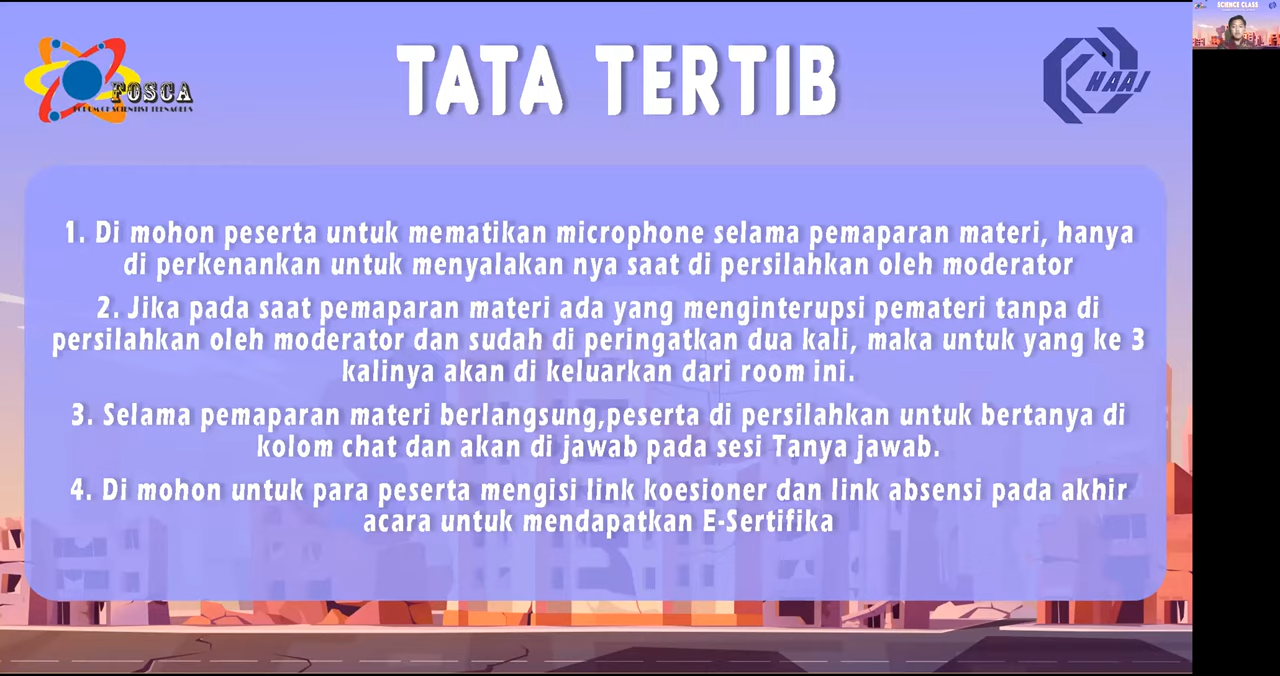 SCIENCE CLASS
FOSCA
FORUM OF SCIENTIST TEENAGERS
TATA TERTIB
HAAJ
1. Di mohon peserta untuk mematikan microphone selama pemaparan materi, hanya
di perkenankan untuk menyalakan nya saat di persilahkan oleh moderator
2. Jika pada saat pemaparan materi ada yang menginterupsi pemateri tanpa di
persilahkan oleh moderator dan sudah di peringatkan dua kali, maka untuk yang ke 3
kalinya akan di keluarkan dari room ini.
3. Selama pemaparan materi berlangsung,peserta di persilahkan untuk bertanya di
kolom chat dan akan di jawab pada sesi Tanya jawab.
4. Di mohon untuk para peserta mengisi link koesioner dan link absensi pada akhir
acara untuk mendapatkan E-Sertifika